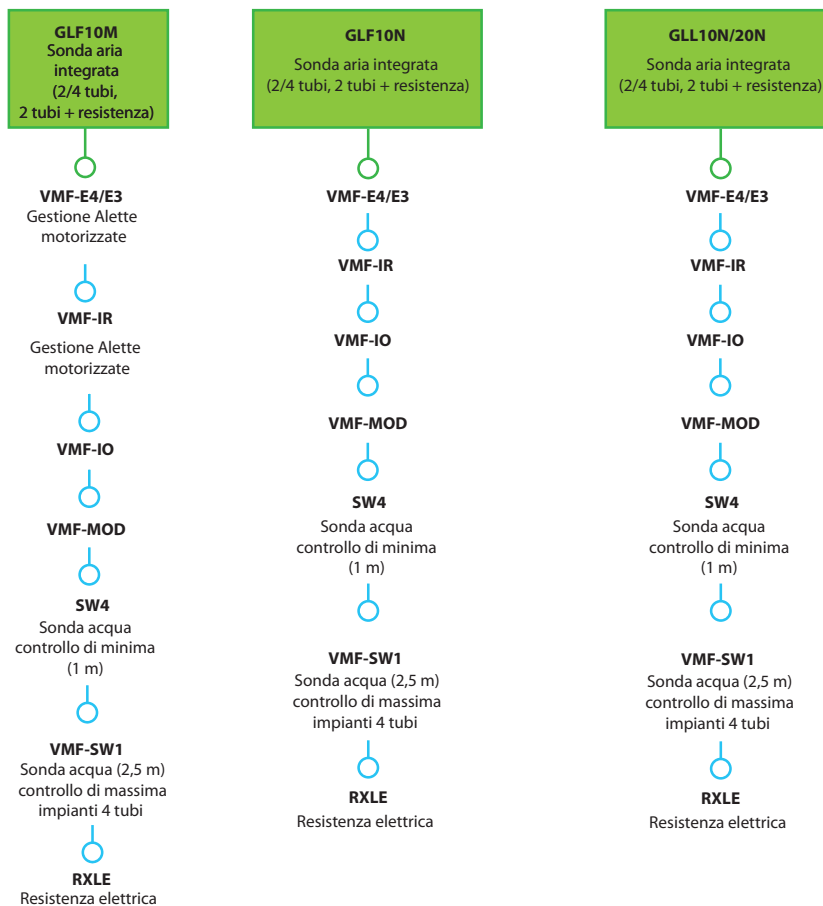 GLF10M
Sonda aria
integrata
(2/4 tubi,
2 tubi + resistenza)
VMF-E4/E3
Gestione Alette
motorizzate
VMF-IR
Gestione Alette
motorizzate
VMF-IO
VMF-MOD
SW4
Sonda acqua
controllo di minima
(1 m)
VMF-SW1
Sonda acqua (2,5 m)
controllo di massima
impianti 4 tubi
RXLE
Resistenza elettrica
GLF10N
Sonda aria integrata
(2/4 tubi, 2 tubi + resistenza)
VMF-E4/E3
VMF-IR
VMF-IO
VMF-MOD
SW4
Sonda acqua
controllo di minima
(1 m)
VMF-SW1
Sonda acqua (2,5 m)
controllo di massima
impianti 4 tubi
RXLE
Resistenza elettrica
GLL10N/20N
Sonda aria integrata
(2/4 tubi, 2 tubi + resistenza)
VMF-E4/E3
VMF-IR
VMF-IO
VMF-MOD
SW4
Sonda acqua
controllo di minima
(1 m)
VMF-SW1
Sonda acqua (2,5 m)
controllo di massima
impianti 4 tubi
RXLE
Resistenza elettrica